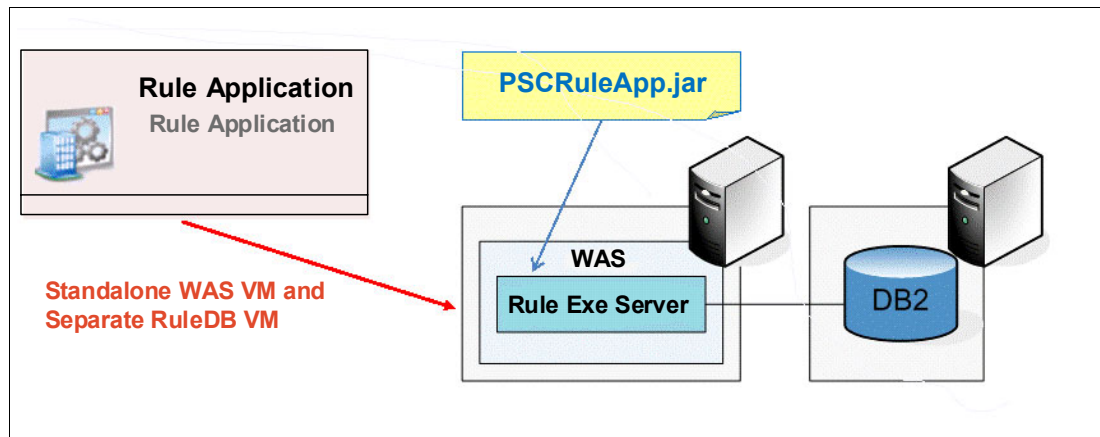 Rule Application
Rule Application
PSCRuleApp.jar
WAS
Rule Exe Server
DB2
Standalone WAS VM and
Separate RuleDB VM